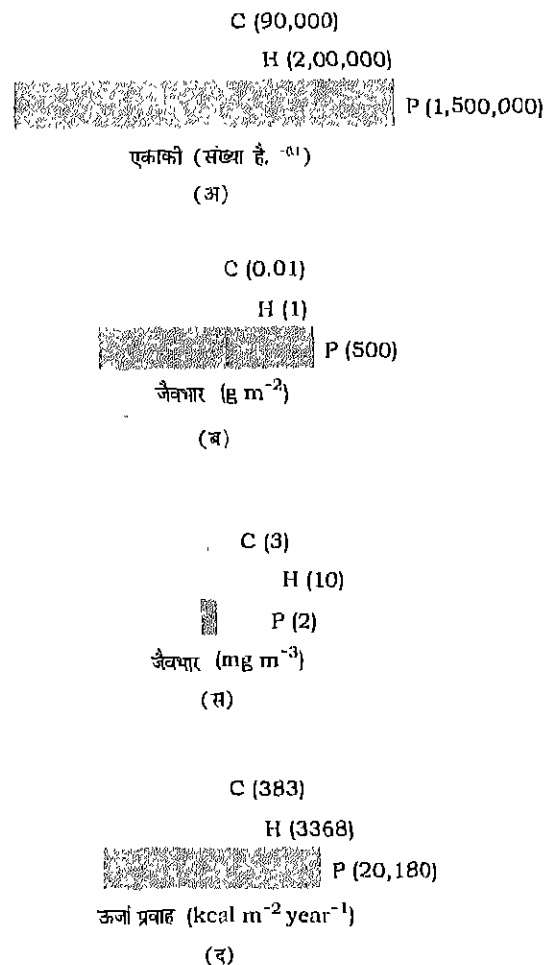 C (90,000)
H (2,00,000)
P (1,500,000)
एकाकी (संख्या है.
(अ)
C (0.01)
H (1)
P (500)
जैवभार (g m⁻²)
(ब)
C (3)
H (10)
P (2)
जैवभार (mg m⁻³)
(स)
C (383)
H (3368)
P (20,180)
ऊर्जा प्रवाह (kcal m⁻² year⁻¹)
(द)